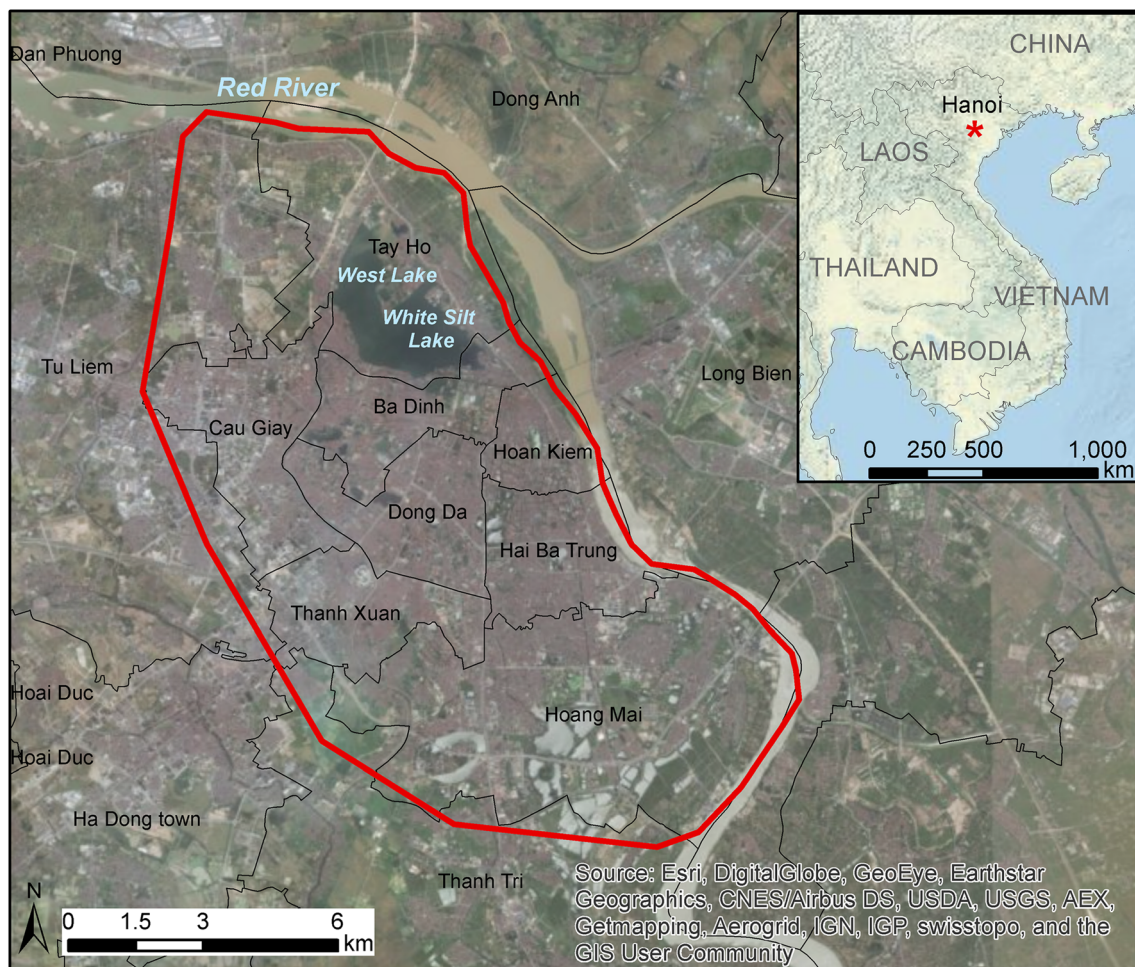 Dan Phuong
Red River
Dong Anh
CHINA
Hanoi
*
LAOS
THAILAND
VIETNAM
CAMBODIA
0 250 500 1,000
km
Tay Ho
West Lake
White Silt
Lake
Tu Liem
Long Bien
Ba Dinh
Cau Giay
Hoan Kiem
Dong Da
Hai Ba Trung
Thanh Xuan
Hoai Duc
Hoang Mai
Hoai Duc
Ha Dong town
Thanh Tri
N
0 1.5 3 6
km
Source: Esri, DigitalGlobe, GeoEye, Earthstar
Geographics, CNES/Airbus DS, USDA, USGS, AEX,
Getmapping, Aerogrid, IGN, IGP, swisstopo, and the
GIS User Community